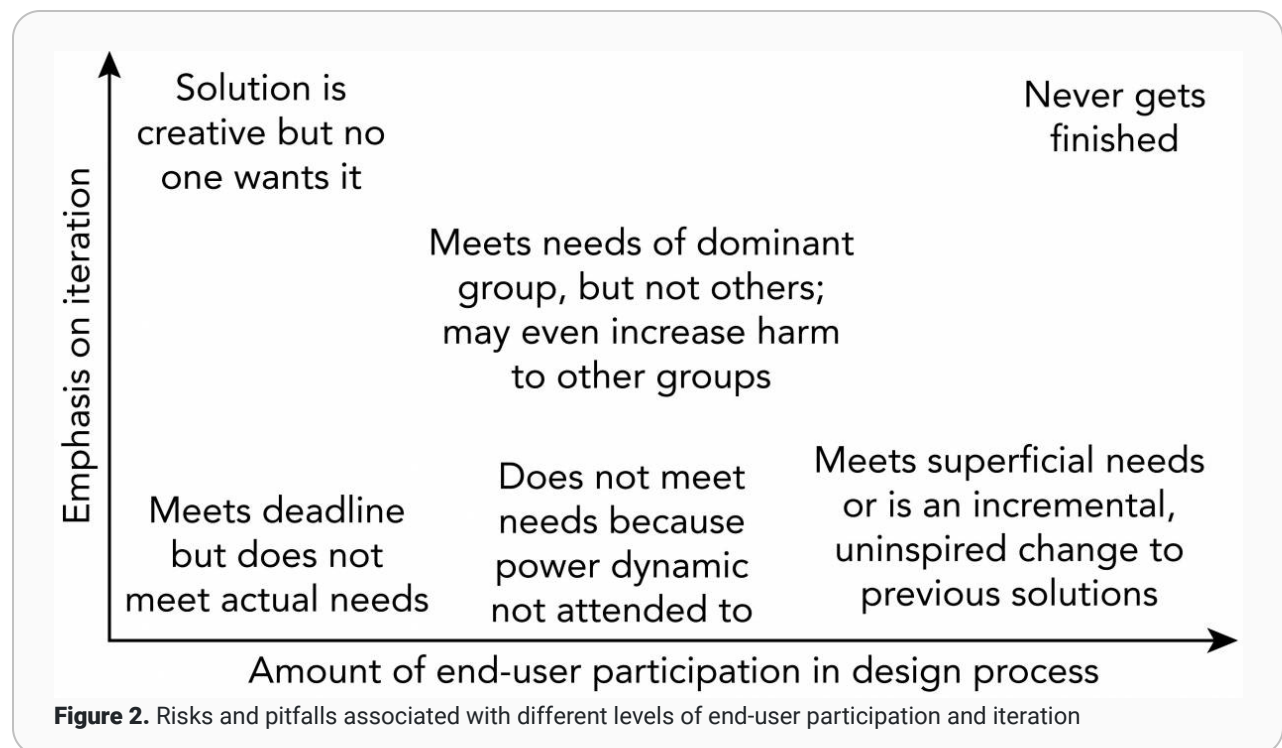 Solution is
creative but no
one wants it
Never gets
finished
Meets needs of dominant
group, but not others;
may even increase harm
to other groups
Meets deadline
but does not
meet actual needs
Does not meet
needs because
power dynamic
not attended to
Meets superficial needs
or is an incremental,
uninspired change to
previous solutions
Emphasis on iteration
Amount of end-user participation in design process
Figure 2. Risks and pitfalls associated with different levels of end-user participation and iteration